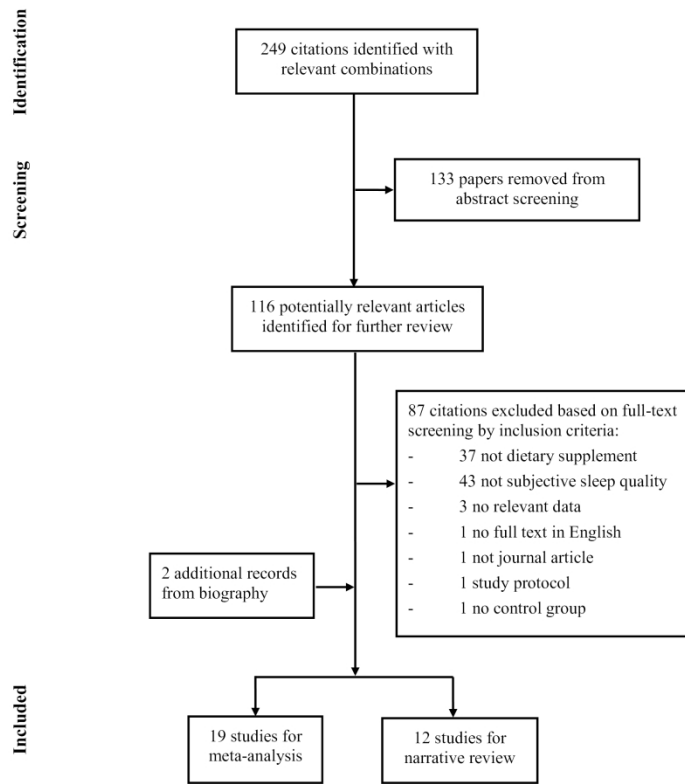 Identification
249 citations identified with
relevant combinations
Screening
133 papers removed from
abstract screening
116 potentially relevant articles
identified for further review
87 citations excluded based on full-text
screening by inclusion criteria:
- 37 not dietary supplement
- 43 not subjective sleep quality
- 3 no relevant data
- 1 no full text in English
- 1 not journal article
- 1 study protocol
- 1 no control group
2 additional records
from biography
Included
19 studies for
meta-analysis
12 studies for
narrative review